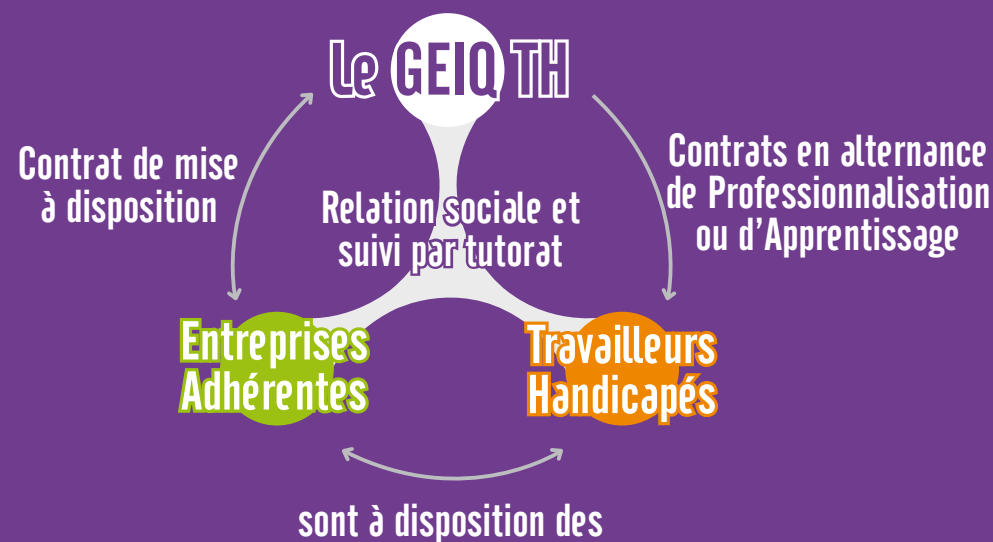 Le GEIQ TH
Contrat de mise
à disposition
Relation sociale et
suivi par tutorat
Contrats en alternance
de Professionnalisation
ou d'Apprentissage
Entreprises
Adhérentes
Travailleurs
Handicapés
sont à disposition des